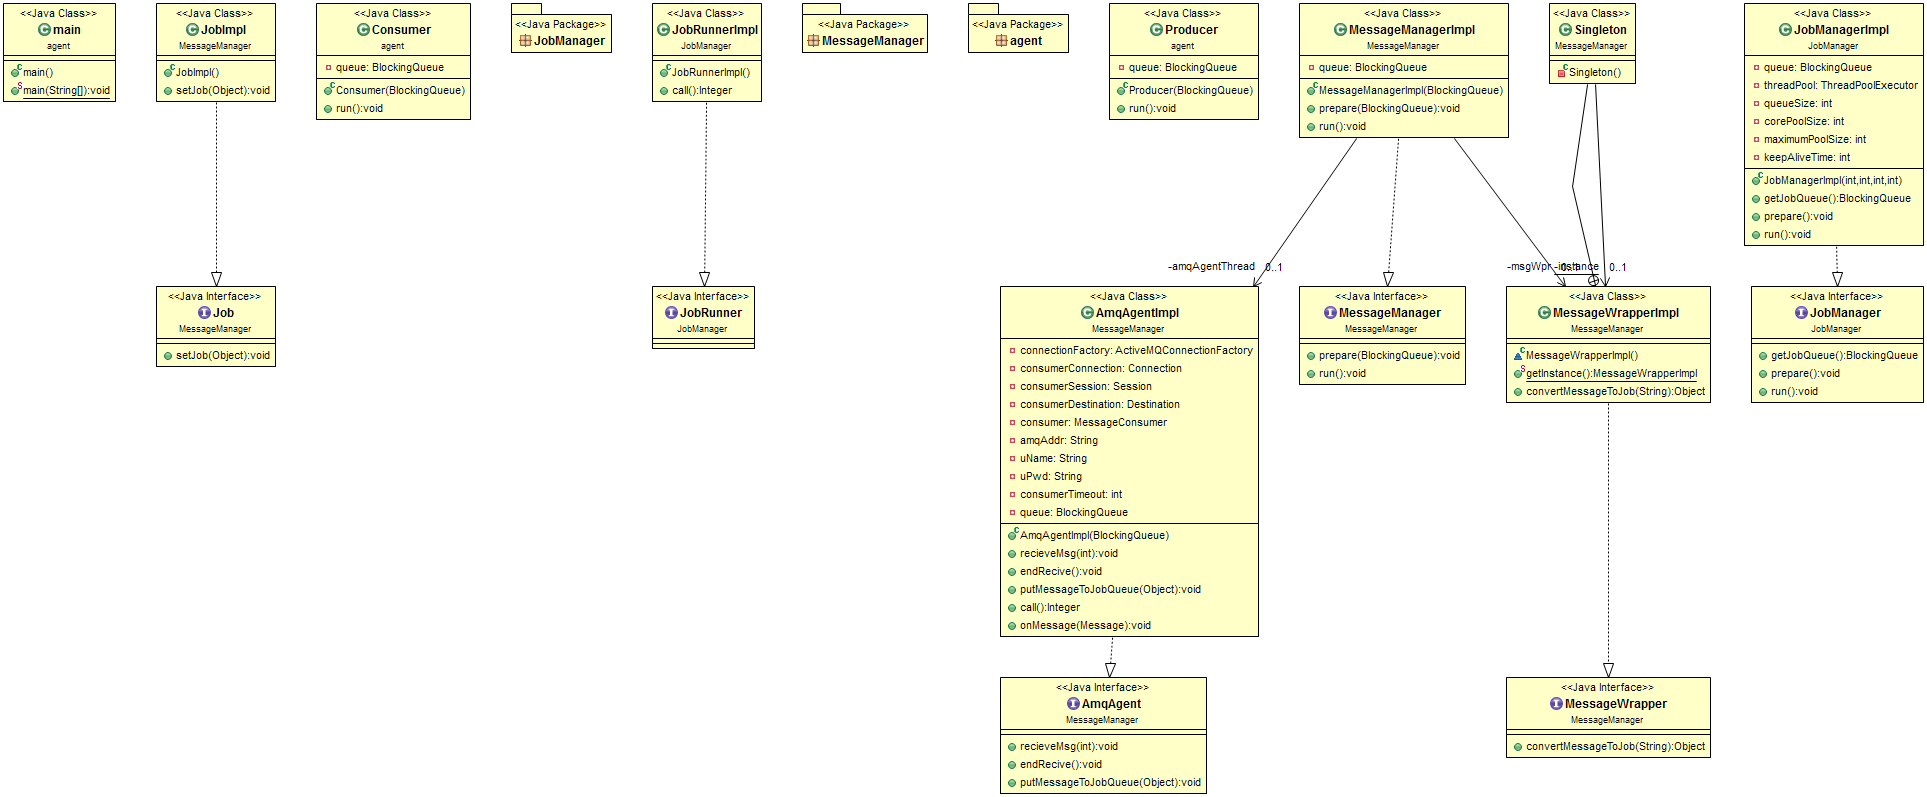 <<Java Class>>
main
agent
main()
main(String[]):void
<<Java Class>>
JobImpl
MessageManager
JobImpl()
setJob(Object):void
<<Java Class>>
Consumer
agent
queue: BlockingQueue
Consumer(BlockingQueue)
run():void
<<Java Package>>
JobManager
<<Java Class>>
JobRunnerImpl
JobManager
JobRunnerImpl()
call():Integer
<<Java Package>>
MessageManager
<<Java Package>>
agent
<<Java Class>>
Producer
agent
queue: BlockingQueue
Producer(BlockingQueue)
run():void
<<Java Class>>
MessageManagerImpl
MessageManager
queue: BlockingQueue
MessageManagerImpl(BlockingQueue)
prepare(BlockingQueue):void
run():void
<<Java Class>>
Singleton
MessageManager
Singleton()
<<Java Class>>
JobManagerImpl
JobManager
queue: BlockingQueue
threadPool: ThreadPoolExecutor
queueSize: int
corePoolSize: int
maximumPoolSize: int
keepAliveTime: int
JobManagerImpl(int,int,int,int)
getJobQueue():BlockingQueue
prepare():void
run():void
-amqAgentThread
0..1
-msgWpr
0..1
-instance
0..1
<<Java Interface>>
Job
MessageManager
setJob(Object):void
<<Java Interface>>
JobRunner
JobManager
<<Java Class>>
AmqAgentImpl
MessageManager
connectionFactory: ActiveMQConnectionFactory
consumerConnection: Connection
consumerSession: Session
consumerDestination: Destination
consumer: MessageConsumer
amqAddr: String
uName: String
uPwd: String
consumerTimeout: int
queue: BlockingQueue
AmqAgentImpl(BlockingQueue)
recieveMsg(int):void
endRecive():void
putMessageToJobQueue(Object):void
call():Integer
onMessage(Message):void
<<Java Interface>>
MessageManager
MessageManager
prepare(BlockingQueue):void
run():void
<<Java Class>>
MessageWrapperImpl
MessageManager
MessageWrapperImpl()
getInstance():MessageWrapperImpl
convertMessageToJob(String):Object
<<Java Interface>>
JobManager
JobManager
getJobQueue():BlockingQueue
prepare():void
run():void
<<Java Interface>>
AmqAgent
MessageManager
recieveMsg(int):void
endRecive():void
putMessageToJobQueue(Object):void
<<Java Interface>>
MessageWrapper
MessageManager
convertMessageToJob(String):Object